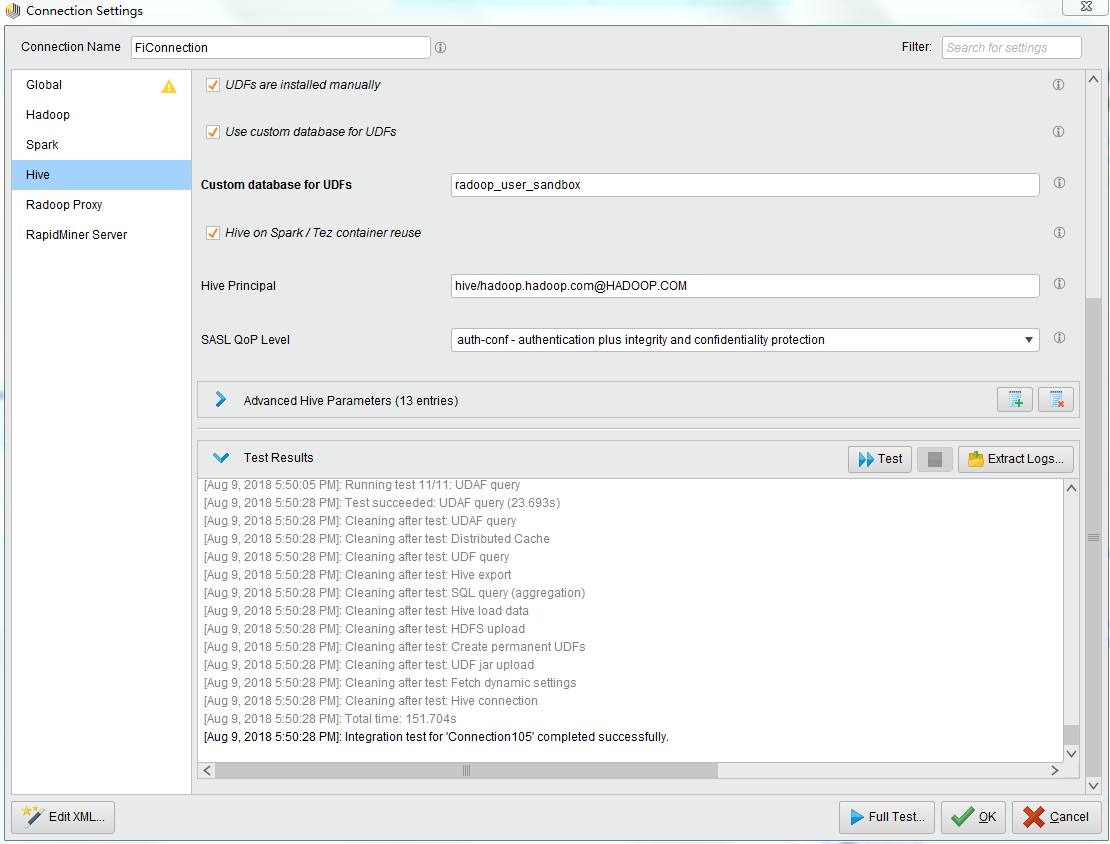 Connection Settings
Connection Name FiConnection Filter: Search for settings
Global
Hadoop
Spark
Hive
Radoop Proxy
RapidMiner Server
UDFs are installed manually
Use custom database for UDFs
Custom database for UDFs radoop_user_sandbox
Hive on Spark / Tez container reuse
Hive Principal hive/hadoop.hadoop.com@HADOOP.COM
SASL QoP Level auth-conf - authentication plus integrity and confidentiality protection
Advanced Hive Parameters (13 entries)
Test Results Test Extract Logs...
[Aug 9, 2018 5:50:05 PM]: Running test 11/11: UDAF query
[Aug 9, 2018 5:50:28 PM]: Test succeeded: UDAF query (23.693s)
[Aug 9, 2018 5:50:28 PM]: Cleaning after test: UDAF query
[Aug 9, 2018 5:50:28 PM]: Cleaning after test: Distributed Cache
[Aug 9, 2018 5:50:28 PM]: Cleaning after test: UDF query
[Aug 9, 2018 5:50:28 PM]: Cleaning after test: Hive export
[Aug 9, 2018 5:50:28 PM]: Cleaning after test: SQL query (aggregation)
[Aug 9, 2018 5:50:28 PM]: Cleaning after test: Hive load data
[Aug 9, 2018 5:50:28 PM]: Cleaning after test: HDFS upload
[Aug 9, 2018 5:50:28 PM]: Cleaning after test: Create permanent UDFs
[Aug 9, 2018 5:50:28 PM]: Cleaning after test: UDF jar upload
[Aug 9, 2018 5:50:28 PM]: Cleaning after test: Fetch dynamic settings
[Aug 9, 2018 5:50:28 PM]: Cleaning after test: Hive connection
[Aug 9, 2018 5:50:28 PM]: Total time: 151.704s
[Aug 9, 2018 5:50:28 PM]: Integration test for 'Connection105' completed successfully.
Edit XML... Full Test... OK Cancel